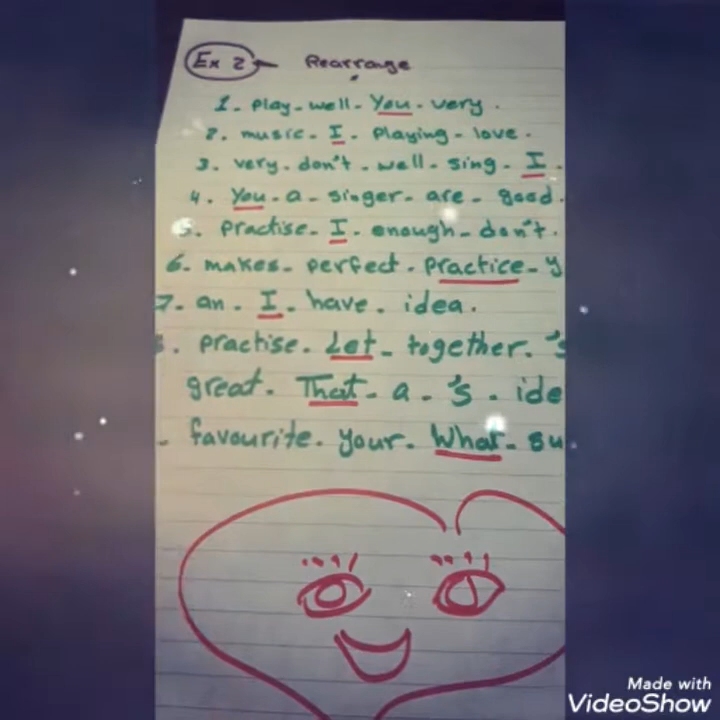 Ex 2 Rearrange
1. play - well - You - very.
2. music - I - playing - love.
3. very - don't - well - sing - I.
4. You - a - singer - are - good.
5. practise - I - enough - don't.
6. makes - perfect - practice - y
7. an - I - have - idea.
. practise - Let - together - 's
great - That - a - 's - ide
- favourite - your - What - su
Made with
VideoShow